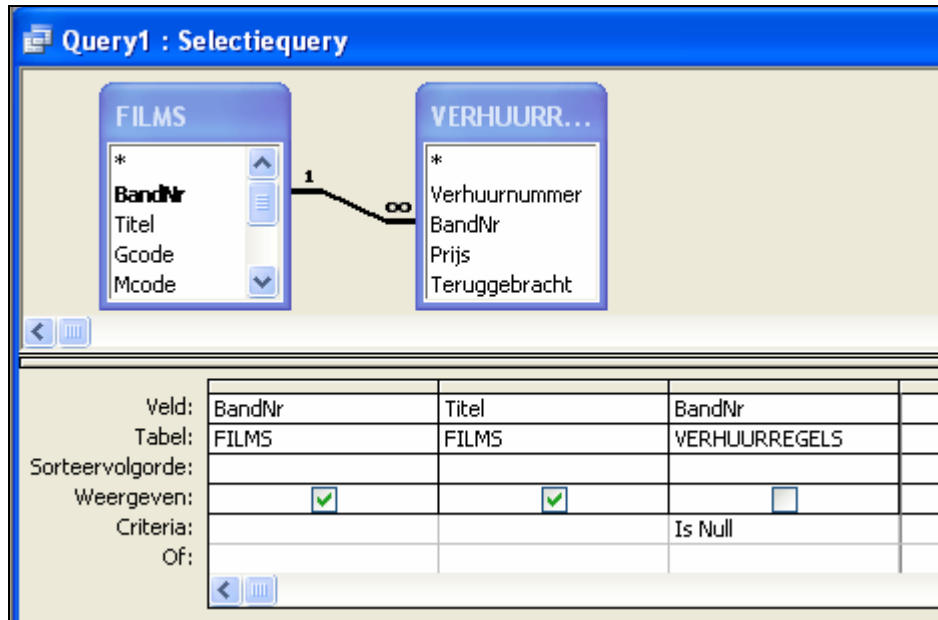 Query1 : Selectiequery
FILMS
*
BandNr
Titel
Gcode
Mcode
1
∞
VERHUURR...
*
Verhuurnummer
BandNr
Prijs
Teruggebracht
Veld: BandNr Titel BandNr
Tabel: FILMS FILMS VERHUURREGELS
Sorteervolgorde:
Weergeven:
Criteria: Is Null
Of: